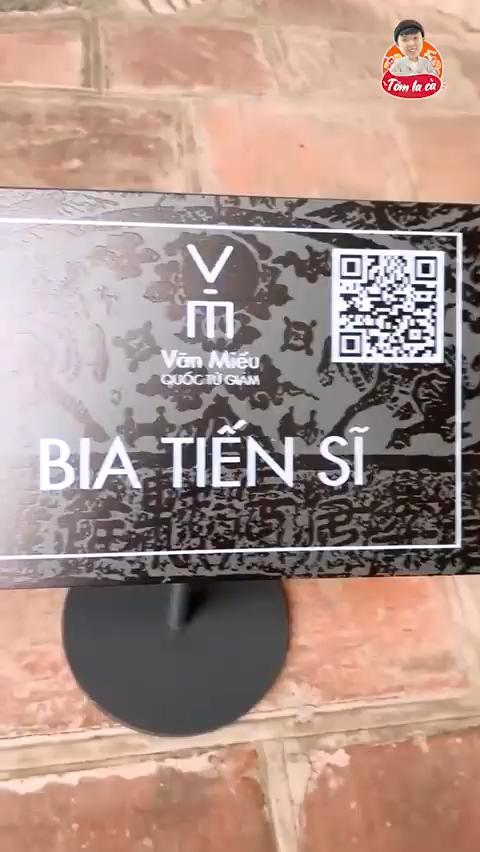 Tôm la cà
Văn Miếu
QUỐC TỬ GIÁM
BIA TIẾN SĨ